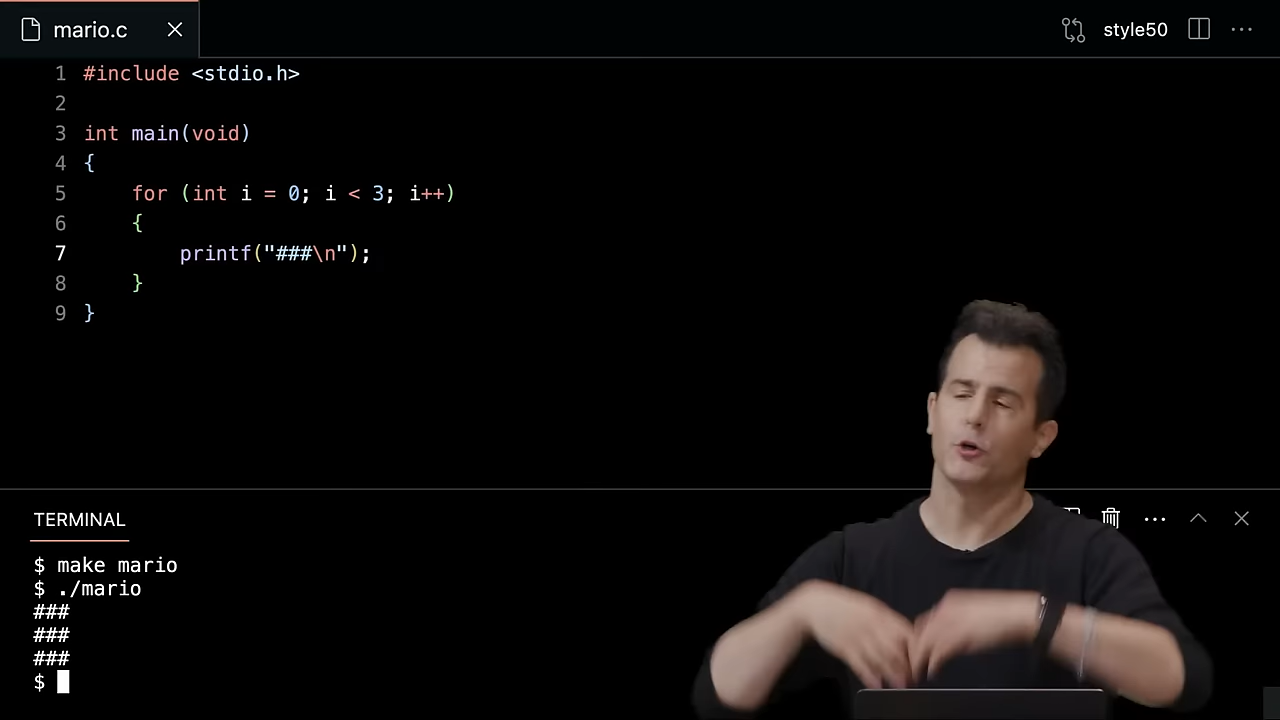 mario.c
style50
1 #include <stdio.h>
2
3 int main(void)
4 {
5     for (int i = 0; i < 3; i++)
6     {
7         printf("###\n");
8     }
9 }
TERMINAL
$ make mario
$ ./mario
###
###
###
$